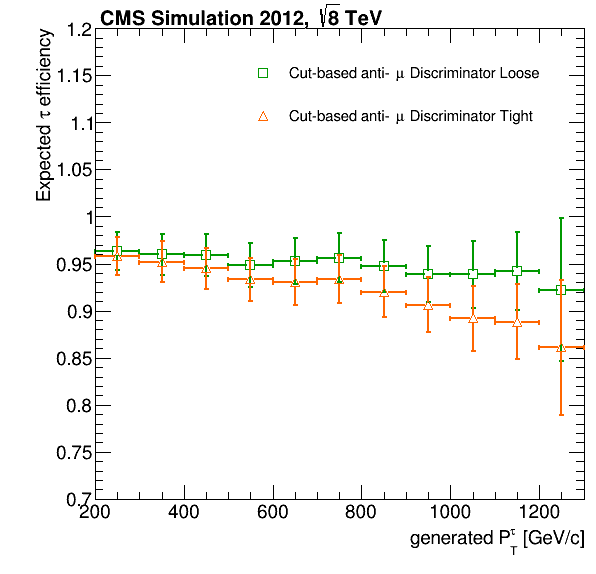 CMS Simulation 2012, √8 TeV
Expected τ efficiency
1.2
1.15
1.1
1.05
1
0.95
0.9
0.85
0.8
0.75
0.7
Cut-based anti- μ Discriminator Loose
Cut-based anti- μ Discriminator Tight
200 400 600 800 1000 1200
generated P_T^τ [GeV/c]